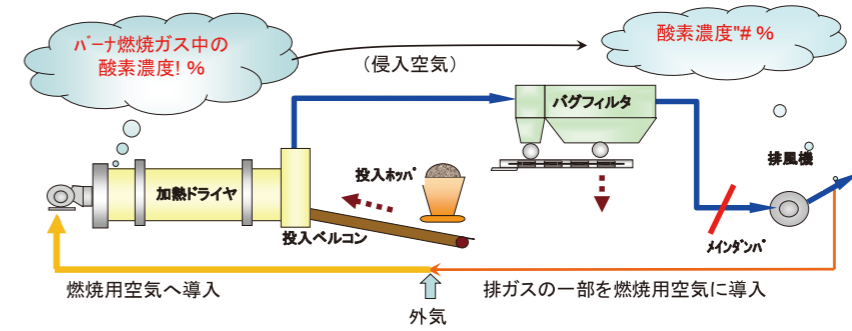 バーナ燃焼ガス中の
酸素濃度! %
酸素濃度"# %
（侵入空気）
バグフィルタ
排風機
加熱ドライヤ
投入ホッパ
投入ベルコン
メインダンパ
燃焼用空気へ導入
排ガスの一部を燃焼用空気に導入
外気